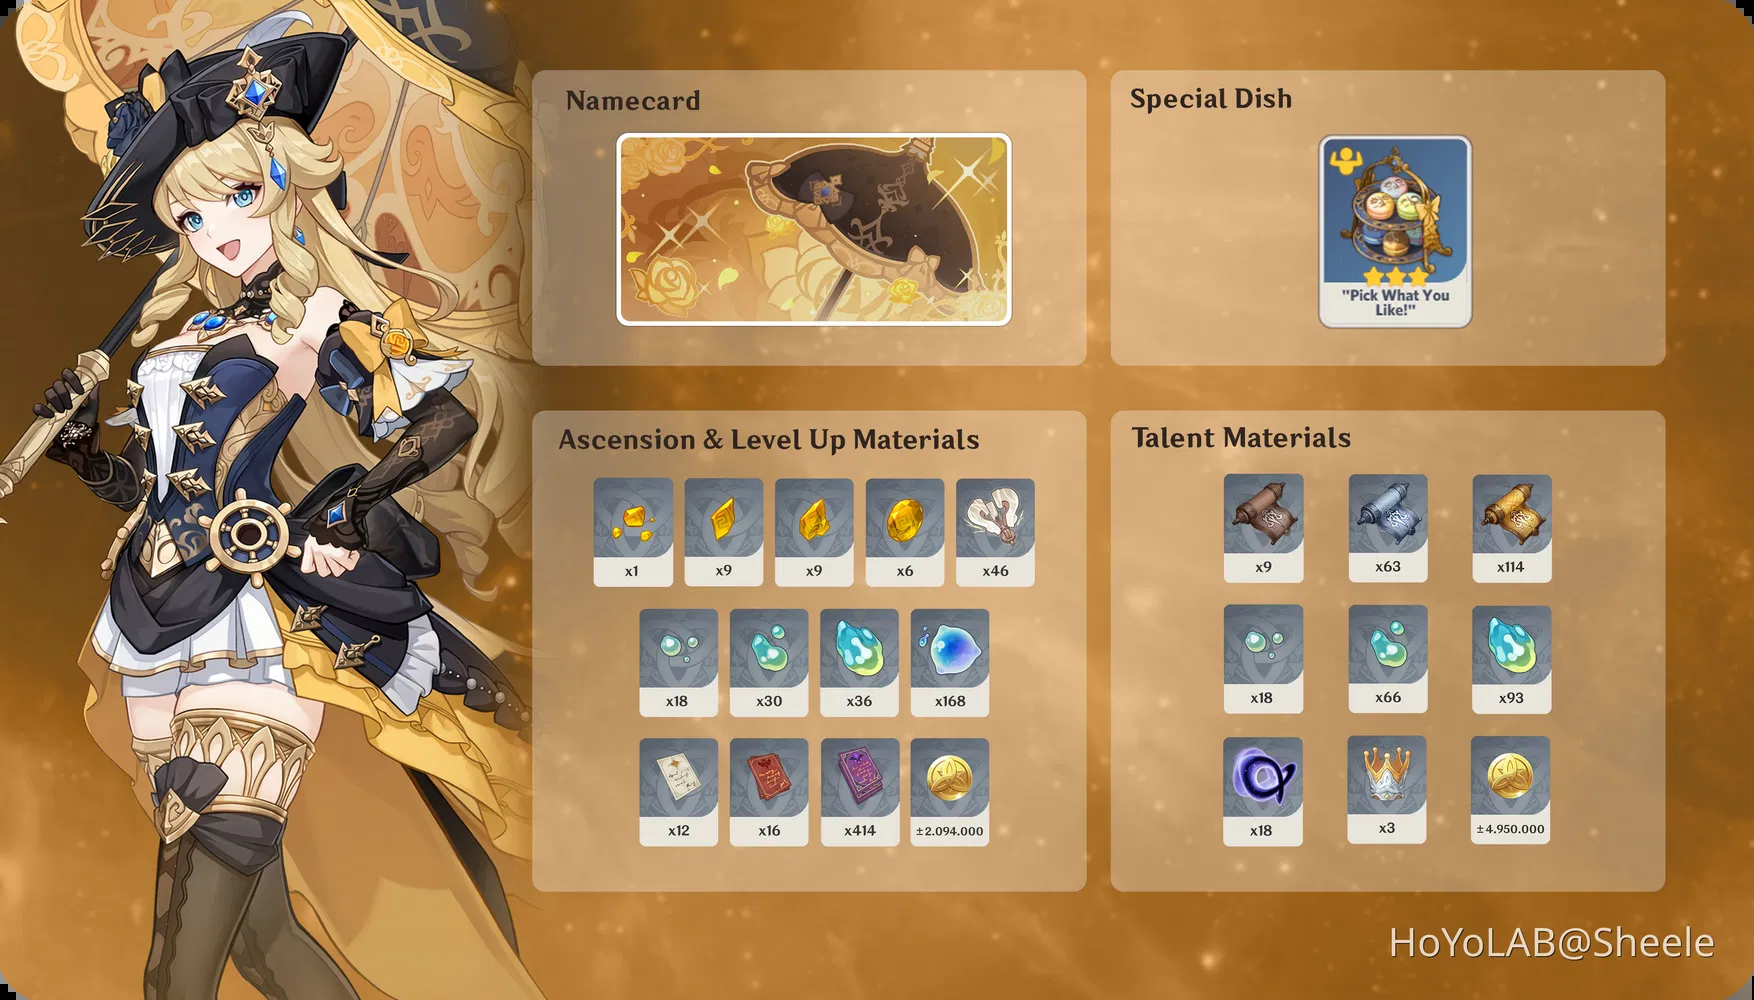 Namecard
Special Dish
"Pick What You
Like!"
Ascension & Level Up Materials
x1
x9
x9
x6
x46
x18
x30
x36
x168
x12
x16
x414
±2.094.000
Talent Materials
x9
x63
x114
x18
x66
x93
x18
x3
±4.950.000
HoYoLAB@Sheele